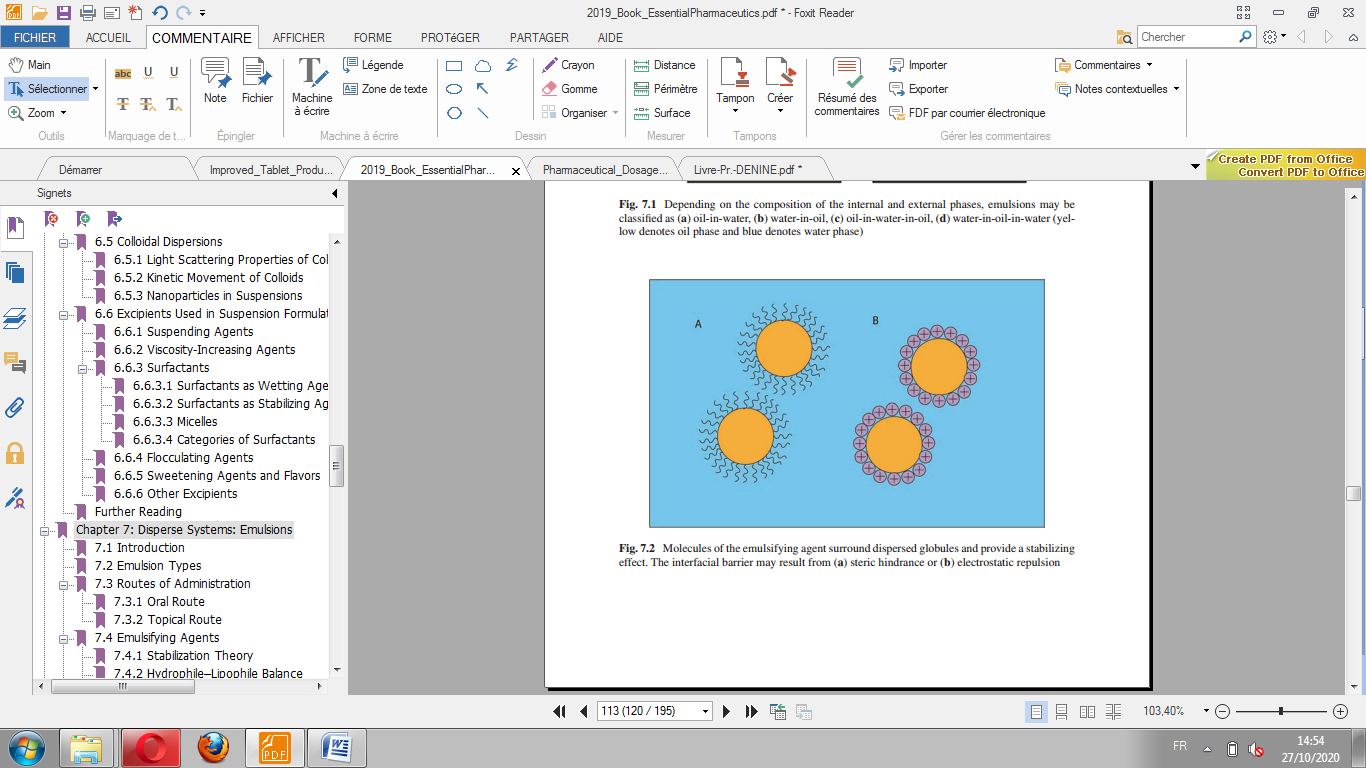 2019_Book_EssentialPharmaceutics.pdf * - Foxit Reader
FICHIER ACCUEIL COMMENTAIRE AFFICHER FORME PROTéGER PARTAGER AIDE
Chercher
Main
Sélectionner
Zoom
Outils
abc U U
T T T
Marquage de t...
Note Fichier
Épingler
Machine à écrire
Légende
Zone de texte
Machine à écrire
Dessin
Crayon
Gomme
Organiser
Distance
Périmètre
Surface
Mesurer
Tampon Créer
Tampons
Résumé des commentaires
Importer
Exporter
FDF par courrier électronique
Commentaires
Notes contextuelles
Gérer les commentaires
Démarrer Improved_Tablet_Produ... 2019_Book_EssentialPhar... Pharmaceutical_Dosage... Livre-Pr.-DENINE.pdf *
Create PDF from Office
Convert PDF to Office
Signets
6.5 Colloidal Dispersions
6.5.1 Light Scattering Properties of Col
6.5.2 Kinetic Movement of Colloids
6.5.3 Nanoparticles in Suspensions
6.6 Excipients Used in Suspension Formulat
6.6.1 Suspending Agents
6.6.2 Viscosity-Increasing Agents
6.6.3 Surfactants
6.6.3.1 Surfactants as Wetting Age
6.6.3.2 Surfactants as Stabilizing Ag
6.6.3.3 Micelles
6.6.3.4 Categories of Surfactants
6.6.4 Flocculating Agents
6.6.5 Sweetening Agents and Flavors
6.6.6 Other Excipients
Further Reading
Chapter 7: Disperse Systems: Emulsions
7.1 Introduction
7.2 Emulsion Types
7.3 Routes of Administration
7.3.1 Oral Route
7.3.2 Topical Route
7.4 Emulsifying Agents
7.4.1 Stabilization Theory
7.4.2 Hydrophile–Lipophile Balance
Fig. 7.1 Depending on the composition of the internal and external phases, emulsions may be
classified as (a) oil-in-water, (b) water-in-oil, (c) oil-in-water-in-oil, (d) water-in-oil-in-water (yel-
low denotes oil phase and blue denotes water phase)
A B
Fig. 7.2 Molecules of the emulsifying agent surround dispersed globules and provide a stabilizing
effect. The interfacial barrier may result from (a) steric hindrance or (b) electrostatic repulsion
113 (120 / 195)
103,40%
PDF
FR
14:54
27/10/2020